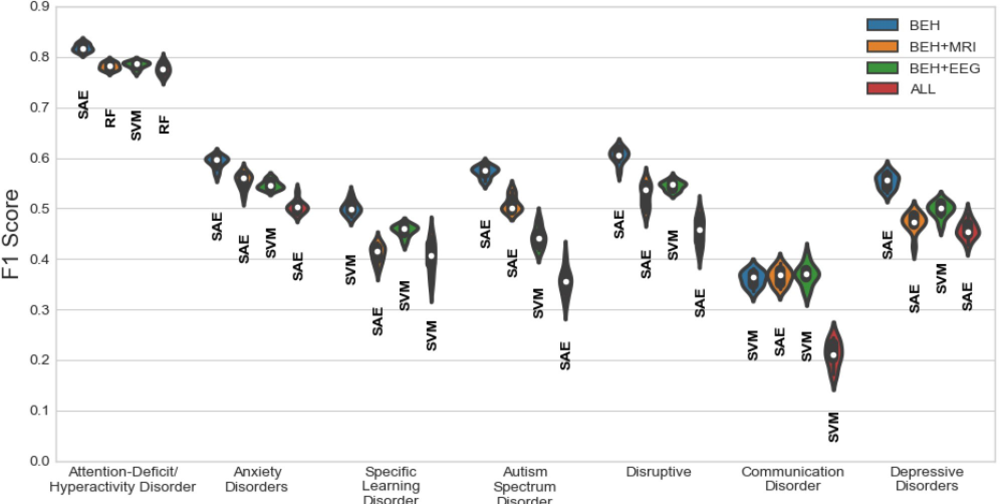 0.9
0.8
0.7
0.6
0.5
0.4
0.3
0.2
0.1
0.0
F1 Score
BEH
BEH+MRI
BEH+EEG
ALL
SAE
RF
SVM
RF
SAE
SAE
SVM
SAE
SVM
SAE
SVM
SVM
SAE
SAE
SVM
SAE
SAE
SAE
SVM
SAE
SVM
SAE
SVM
SVM
SAE
SAE
SVM
SAE
Attention-Deficit/
Hyperactivity Disorder
Anxiety
Disorders
Specific
Learning
Disorder
Autism
Spectrum
Disorder
Disruptive
Communication
Disorder
Depressive
Disorders